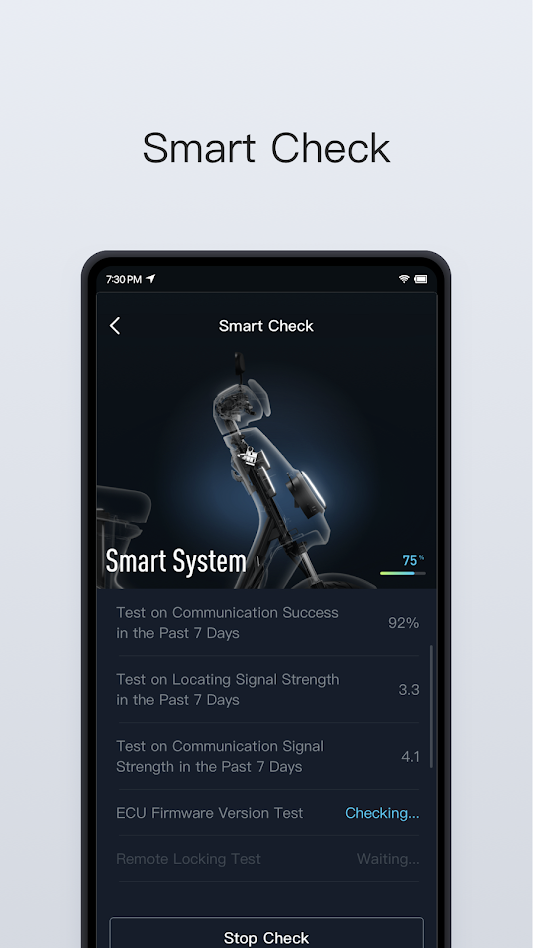 Smart Check
7:30 PM
Smart Check
Smart System
75%
Test on Communication Success
in the Past 7 Days
92%
Test on Locating Signal Strength
in the Past 7 Days
3.3
Test on Communication Signal
Strength in the Past 7 Days
4.1
ECU Firmware Version Test
Checking...
Remote Locking Test
Waiting...
Stop Check